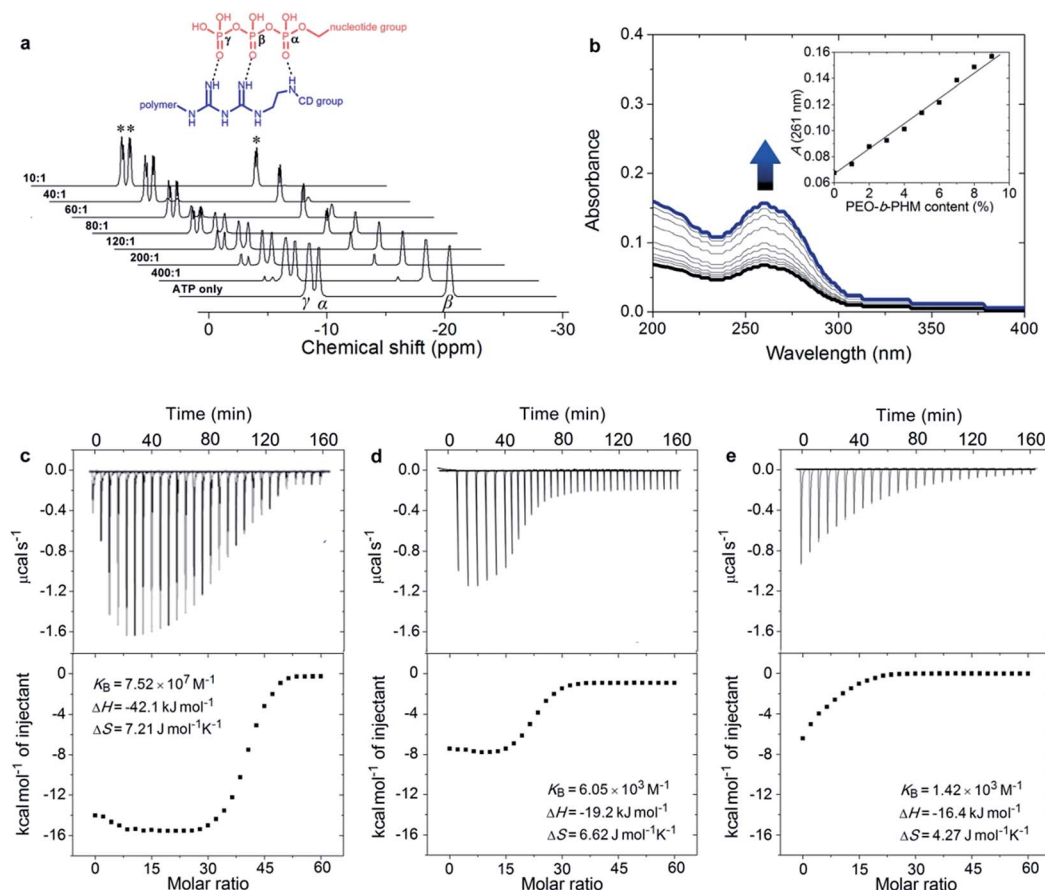 a
OH OH OH
HO P O P O P O nucleotide group
γ β α
O O O
NH NH H N CD group
polymer N H N H N H
** *
10:1
40:1
60:1
80:1
120:1
200:1
400:1
ATP only
γ α β
0 -10 -20 -30
Chemical shift (ppm)
b
0.4
0.3
0.2
0.1
0.0
Absorbance
200 250 300 350 400
Wavelength (nm)
0.16
0.14
0.12
0.10
0.08
0.06
A (261 nm)
0 2 4 6 8 10
PEO-b-PHM content (%)
Time (min)
0 40 80 120 160
c
0.0
-0.4
-0.8
-1.2
-1.6
μcal s⁻¹
0
-4
-8
-12
-16
kcal mol⁻¹ of injectant
K_B = 7.52 × 10⁷ M⁻¹
ΔH = -42.1 kJ mol⁻¹
ΔS = 7.21 J mol⁻¹K⁻¹
0 15 30 45 60
Molar ratio
Time (min)
0 40 80 120 160
d
0.0
-0.4
-0.8
-1.2
-1.6
μcal s⁻¹
0
-4
-8
-12
-16
kcal mol⁻¹ of injectant
K_B = 6.05 × 10³ M⁻¹
ΔH = -19.2 kJ mol⁻¹
ΔS = 6.62 J mol⁻¹K⁻¹
0 15 30 45 60
Molar ratio
Time (min)
0 40 80 120 160
e
0.0
-0.4
-0.8
-1.2
-1.6
μcal s⁻¹
0
-4
-8
-12
-16
kcal mol⁻¹ of injectant
K_B = 1.42 × 10³ M⁻¹
ΔH = -16.4 kJ mol⁻¹
ΔS = 4.27 J mol⁻¹K⁻¹
0 15 30 45 60
Molar ratio